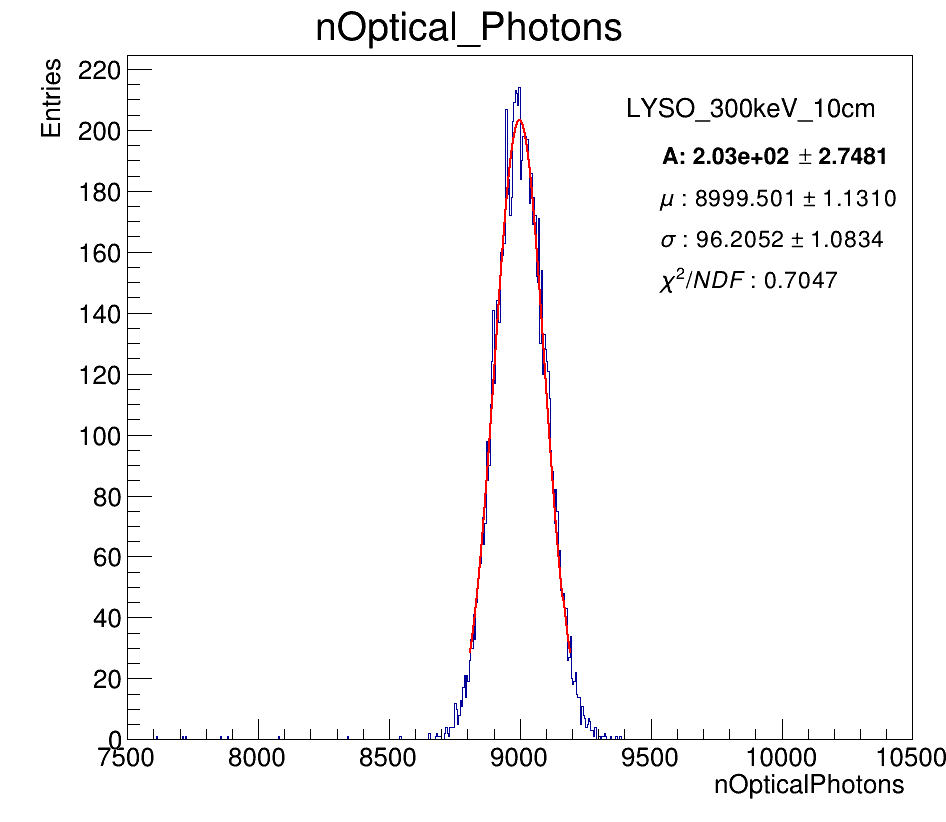 nOptical_Photons
Entries
220
200
180
160
140
120
100
80
60
40
20
0
LYSO_300keV_10cm
A: 2.03e+02 ± 2.7481
μ : 8999.501 ± 1.1310
σ : 96.2052 ± 1.0834
χ²/NDF : 0.7047
7500 8000 8500 9000 9500 10000 10500
nOpticalPhotons